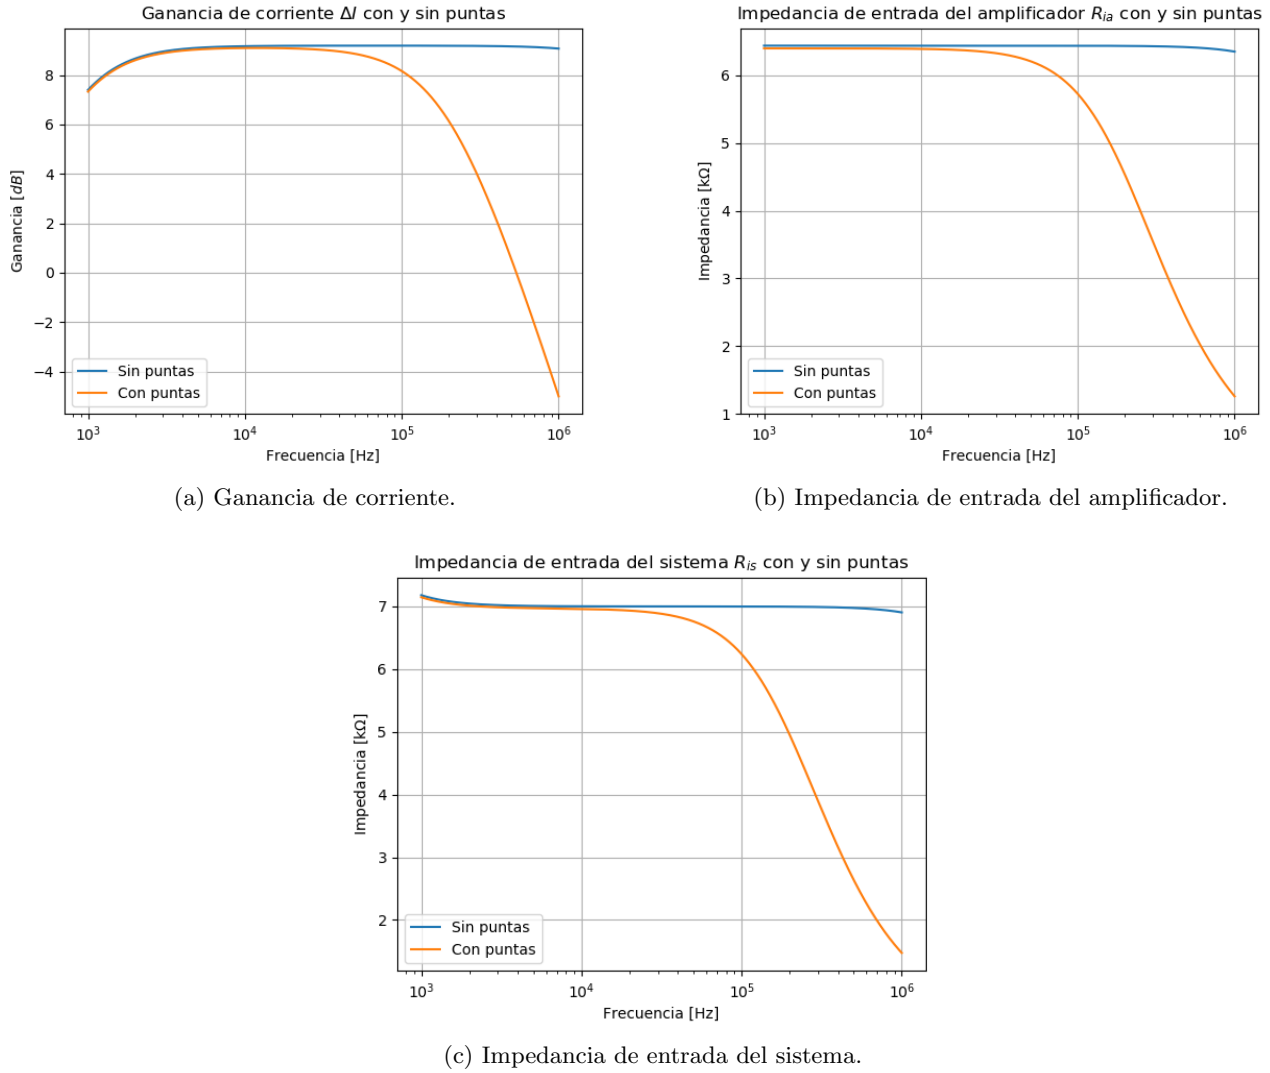 Ganancia de corriente ΔI con y sin puntas
Ganancia [dB]
8
6
4
2
0
−2
−4
Sin puntas
Con puntas
10³ 10⁴ 10⁵ 10⁶
Frecuencia [Hz]
(a) Ganancia de corriente.
Impedancia de entrada del amplificador R_ia con y sin puntas
Impedancia [kΩ]
6
5
4
3
2
1
Sin puntas
Con puntas
10³ 10⁴ 10⁵ 10⁶
Frecuencia [Hz]
(b) Impedancia de entrada del amplificador.
Impedancia de entrada del sistema R_is con y sin puntas
Impedancia [kΩ]
7
6
5
4
3
2
Sin puntas
Con puntas
10³ 10⁴ 10⁵ 10⁶
Frecuencia [Hz]
(c) Impedancia de entrada del sistema.